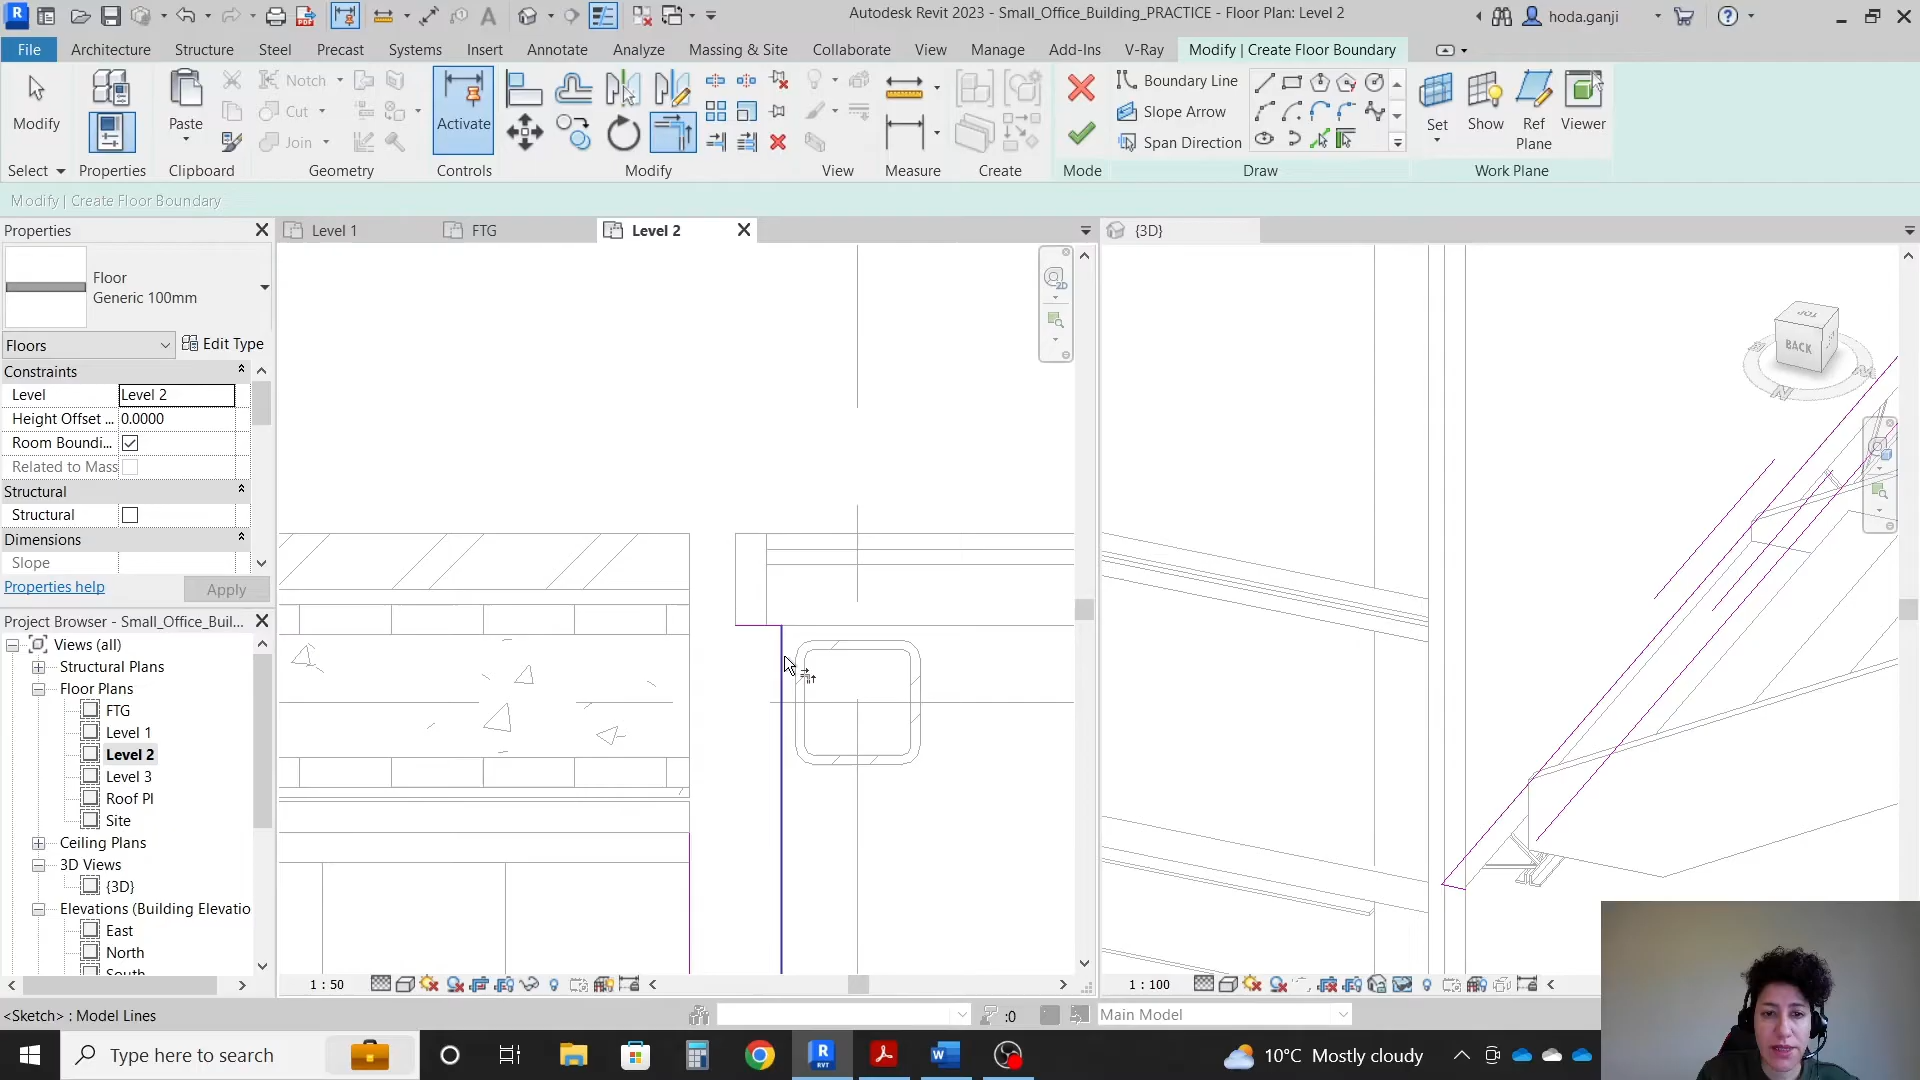 Autodesk Revit 2023 - Small_Office_Building_PRACTICE - Floor Plan: Level 2
hoda.ganji
File Architecture Structure Steel Precast Systems Insert Annotate Analyze Massing & Site Collaborate View Manage Add-Ins V-Ray Modify | Create Floor Boundary
Modify
Paste
Notch
Cut
Join
Activate
Boundary Line
Slope Arrow
Span Direction
Set
Show
Ref
Plane
Viewer
Select Properties Clipboard Geometry Controls Modify View Measure Create Mode Draw Work Plane
Modify | Create Floor Boundary
Properties
Level 1
FTG
Level 2
{3D}
Floor
Generic 100mm
Floors
Edit Type
Constraints
Level Level 2
Height Offset ... 0.0000
Room Boundi...
Related to Mass
Structural
Structural
Dimensions
Slope
Properties help
Apply
TOP
BACK
N
Project Browser - Small_Office_Buil...
Views (all)
Structural Plans
Floor Plans
FTG
Level 1
Level 2
Level 3
Roof Pl
Site
Ceiling Plans
3D Views
{3D}
Elevations (Building Elevatio
East
North
South
1 : 50
1 : 100
<Sketch> : Model Lines
:0
Main Model
Type here to search
10°C Mostly cloudy